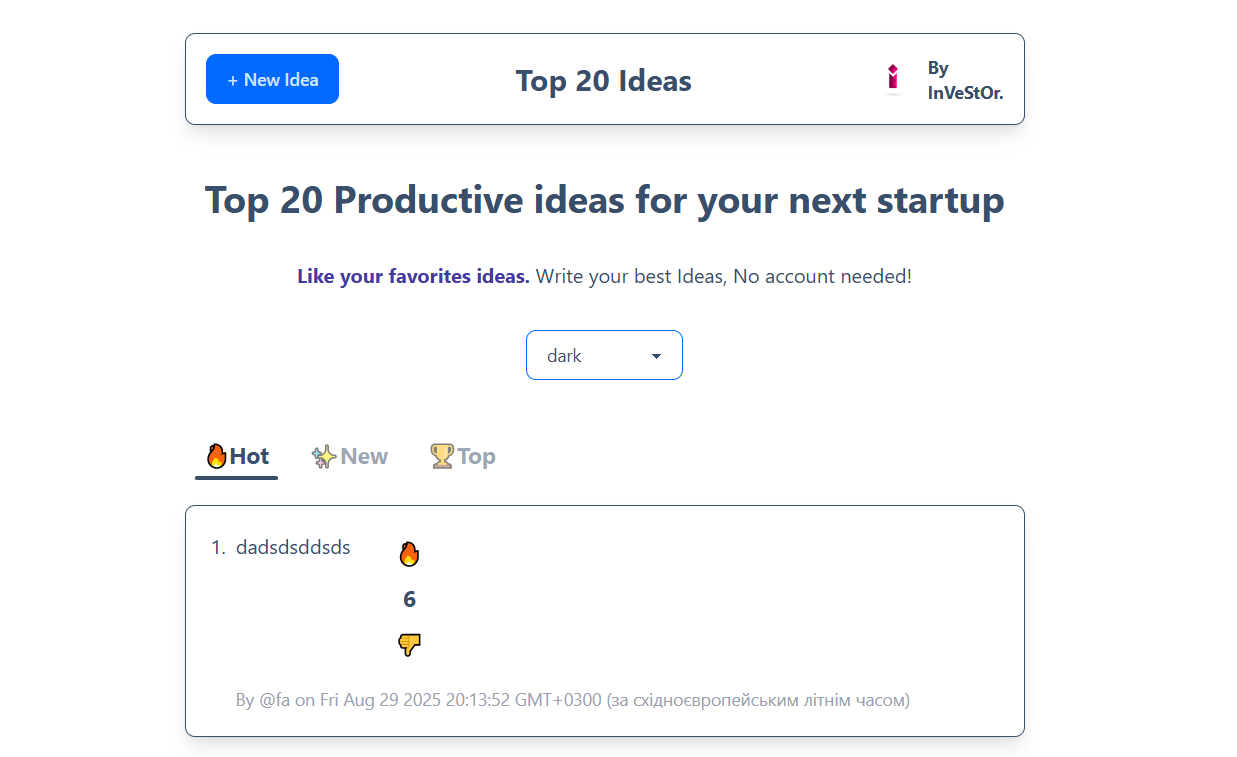 + New Idea
Top 20 Ideas
By
InVeStOr.
Top 20 Productive ideas for your next startup
Like your favorites ideas. Write your best Ideas, No account needed!
dark
🔥Hot
✨New
🏆Top
1. dadsdsddsds
🔥
6
👎
By @fa on Fri Aug 29 2025 20:13:52 GMT+0300 (за східноєвропейським літнім часом)